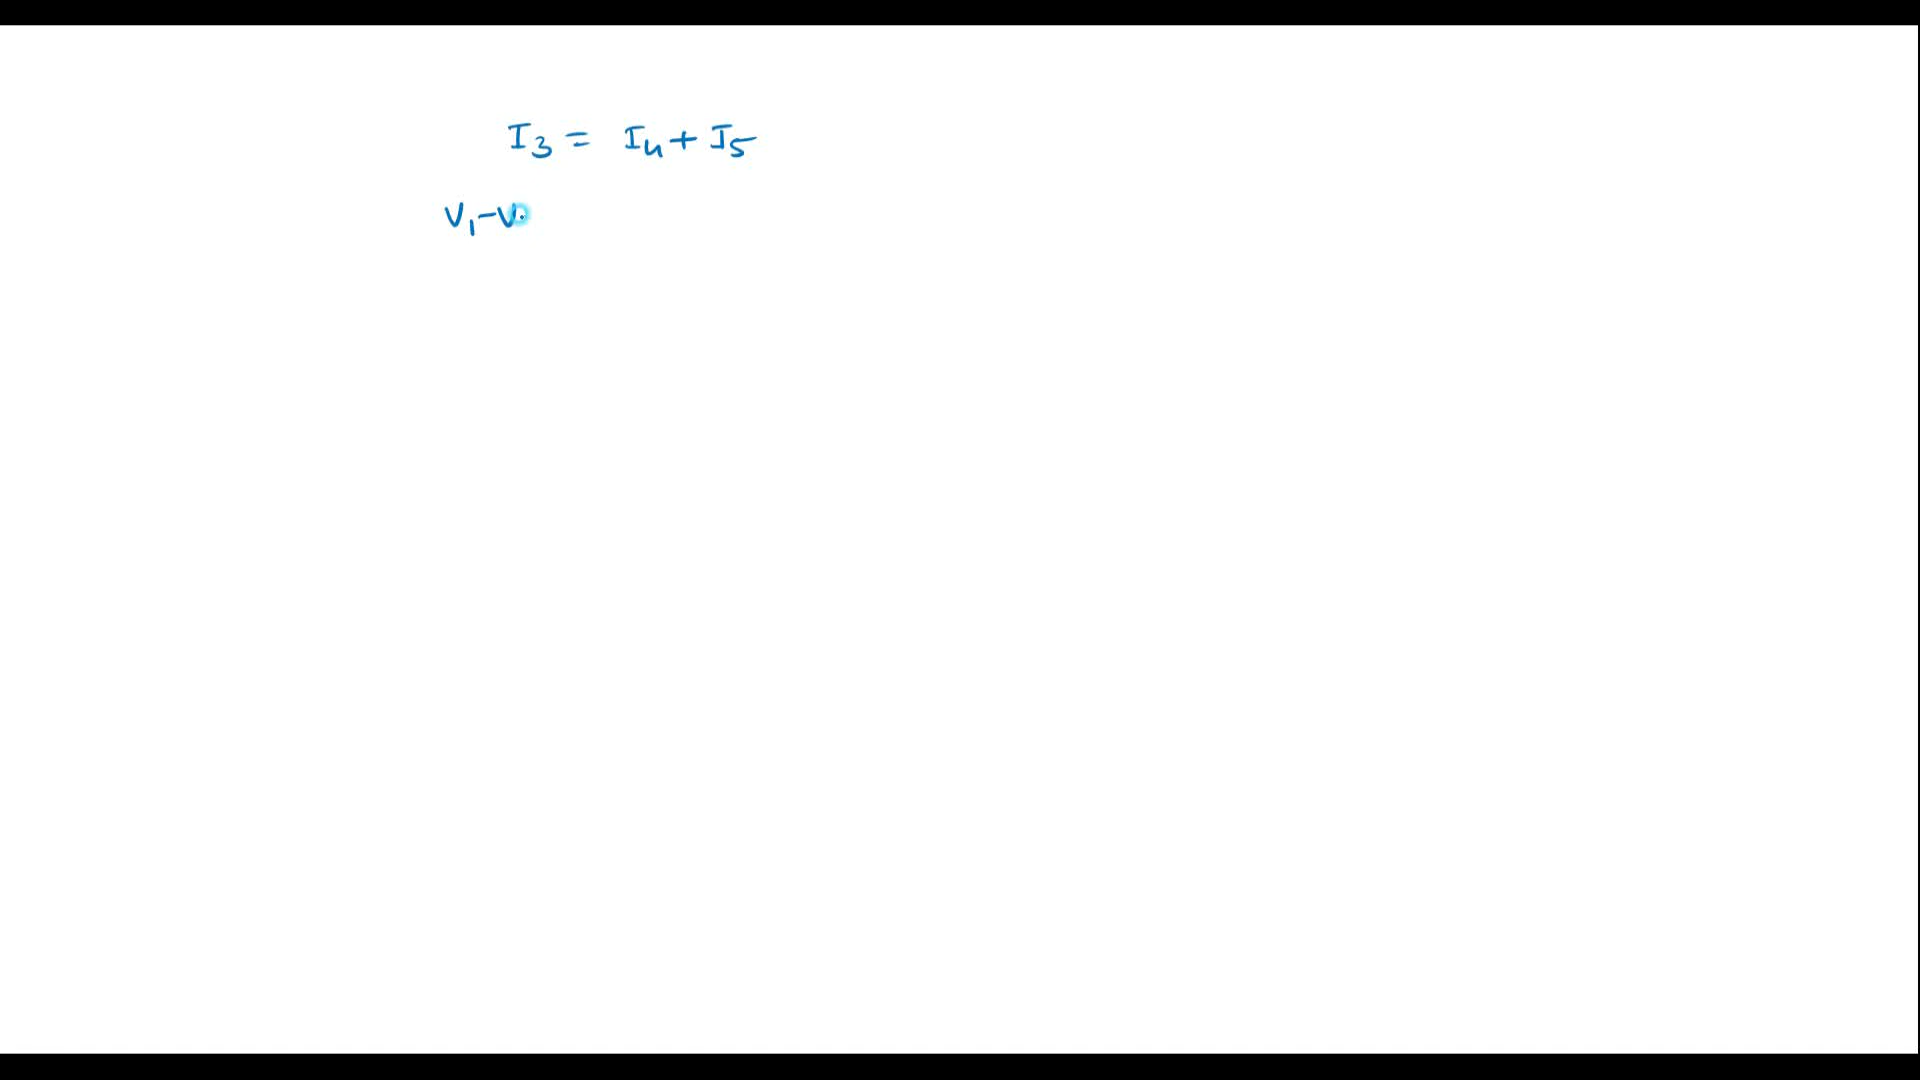 I₃ = I₄ + I₅
V₁ - V